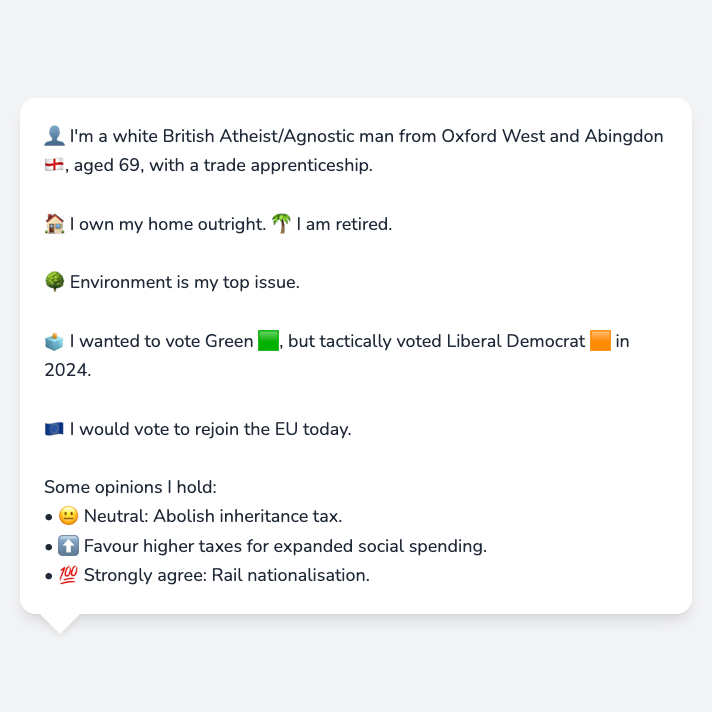 👤 I'm a white British Atheist/Agnostic man from Oxford West and Abingdon
🏴󠁧󠁢󠁥󠁮󠁧󠁿, aged 69, with a trade apprenticeship.
🏠 I own my home outright. 🌴 I am retired.
🌳 Environment is my top issue.
🗳️ I wanted to vote Green 🟩, but tactically voted Liberal Democrat 🟧 in
2024.
🇪🇺 I would vote to rejoin the EU today.
Some opinions I hold:
• 😐 Neutral: Abolish inheritance tax.
• ⬆️ Favour higher taxes for expanded social spending.
• 💯 Strongly agree: Rail nationalisation.